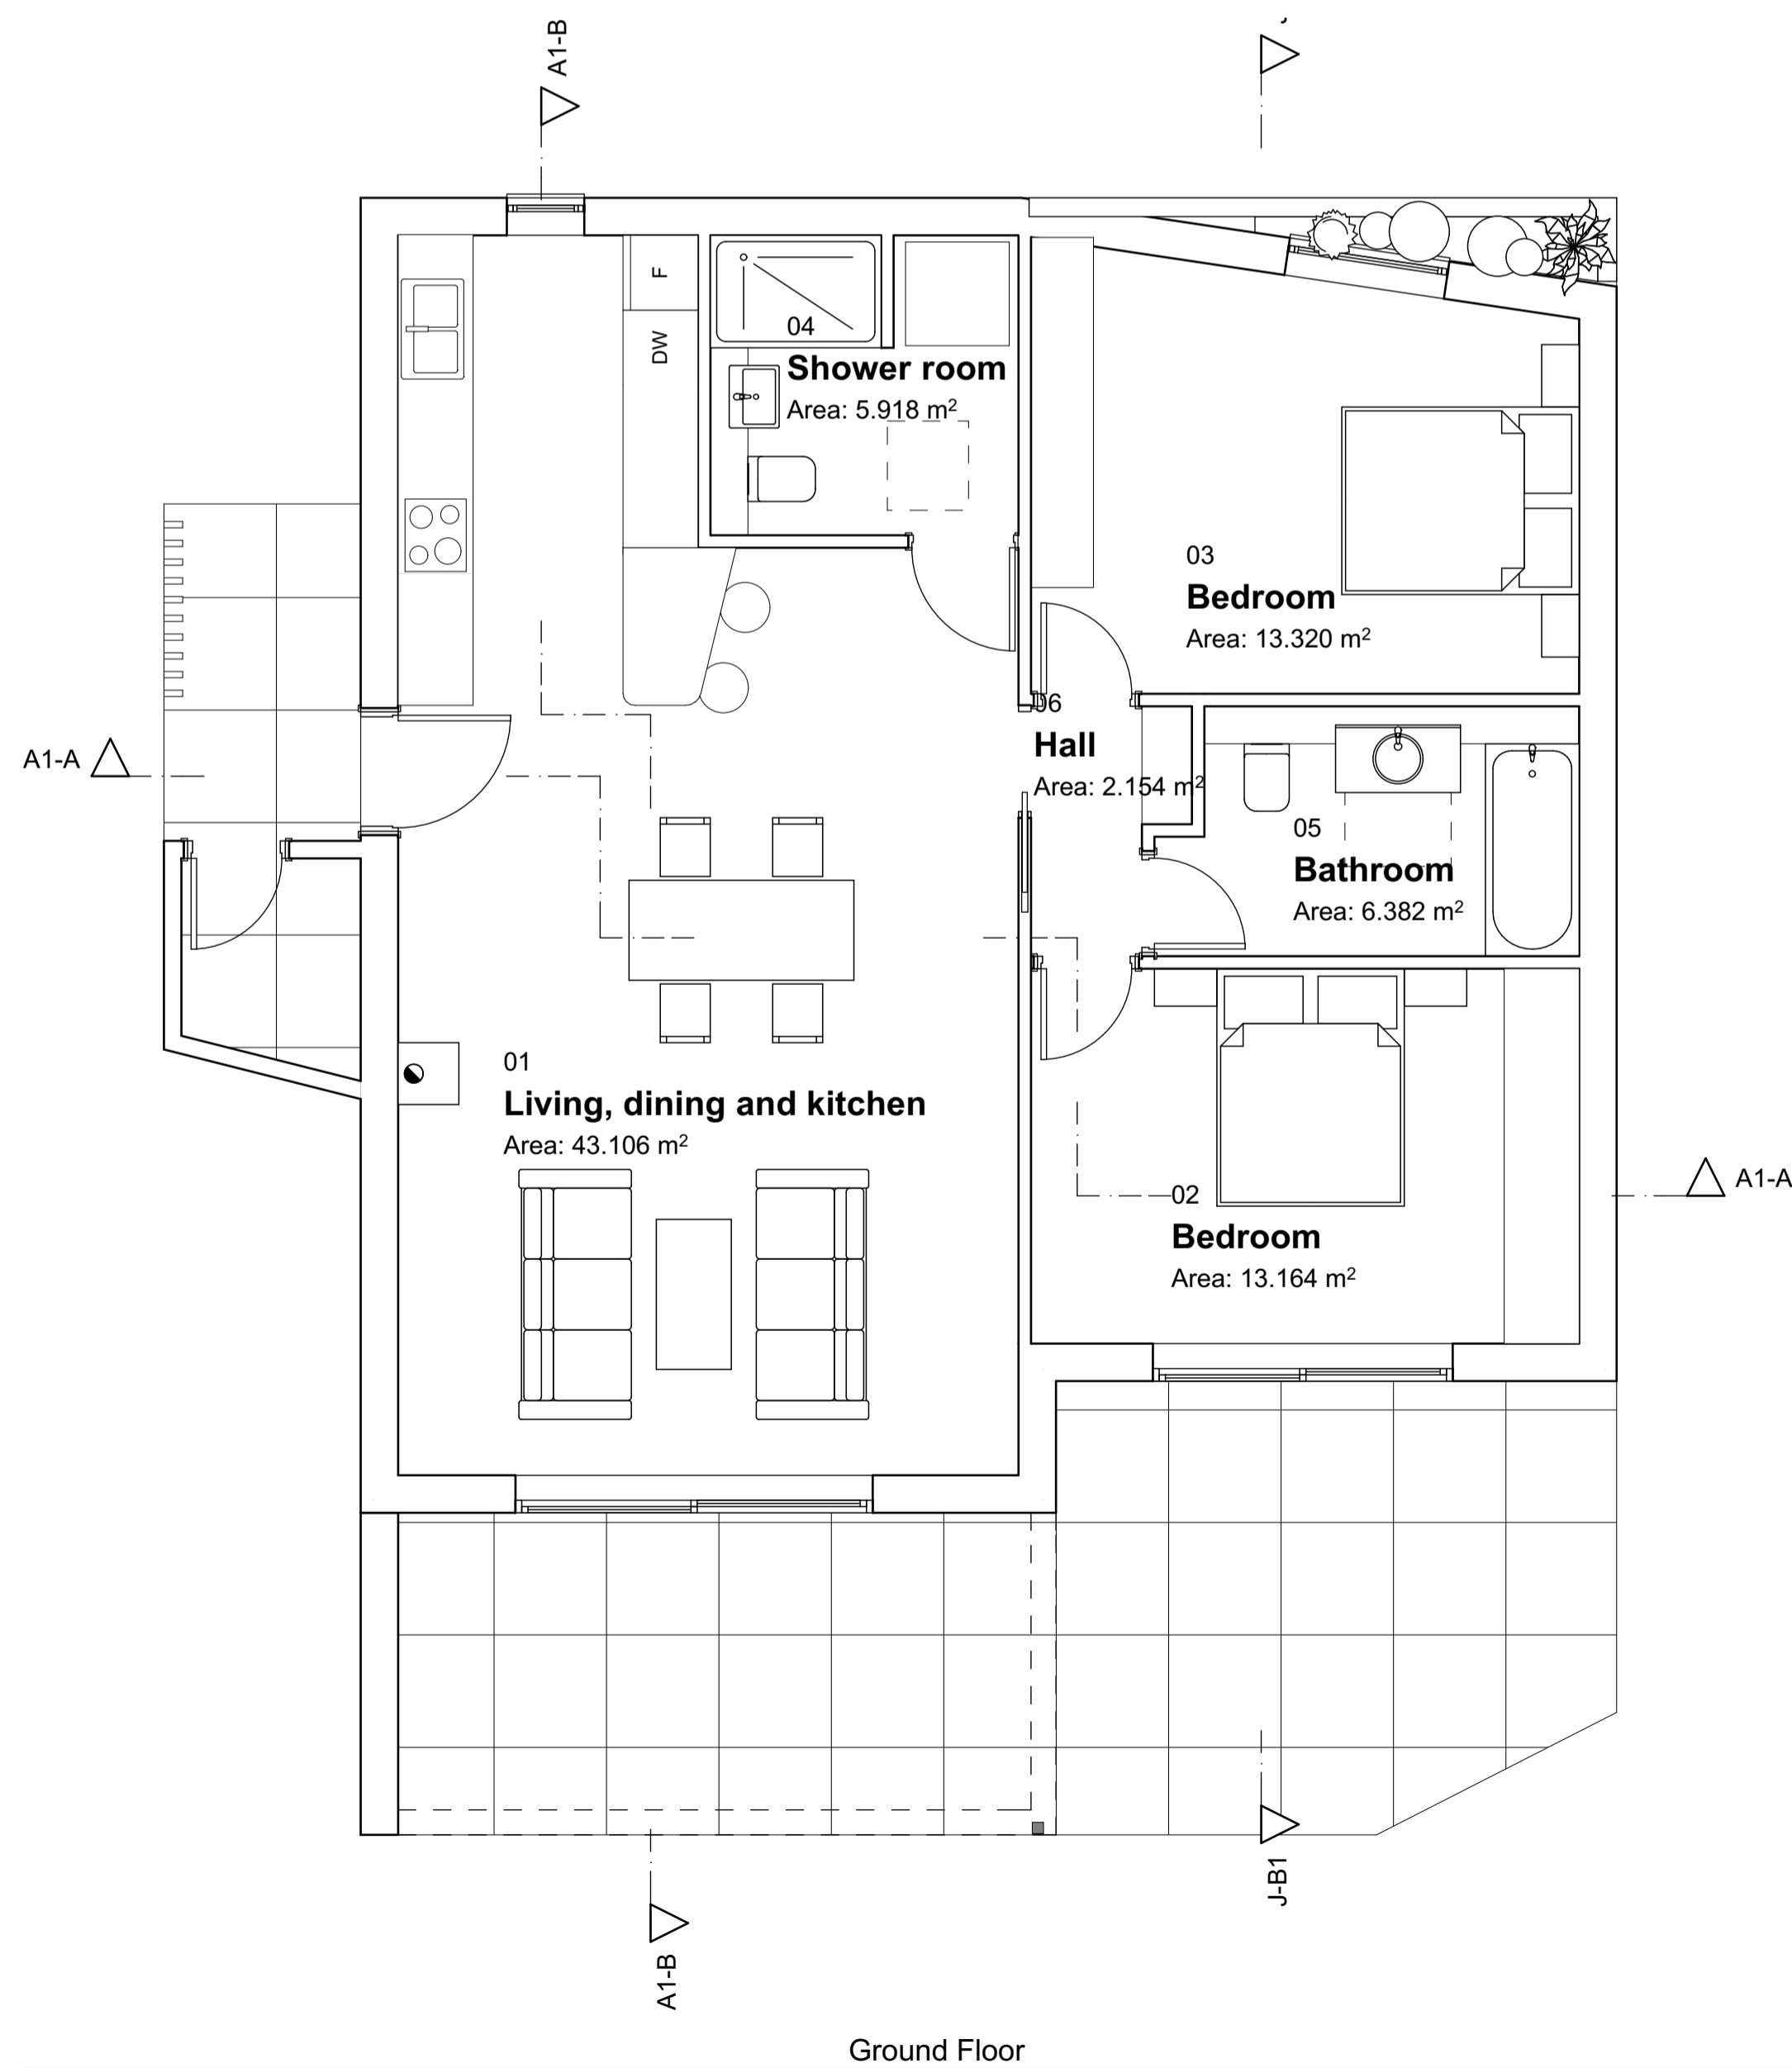 A1-B
F
DW
04
Shower room
Area: 5.918 m²
03
Bedroom
Area: 13.320 m²
06
Hall
Area: 2.154 m²
A1-A
05
Bathroom
Area: 6.382 m²
01
Living, dining and kitchen
Area: 43.106 m²
A1-A
02
Bedroom
Area: 13.164 m²
J-B1
A1-B
Ground Floor